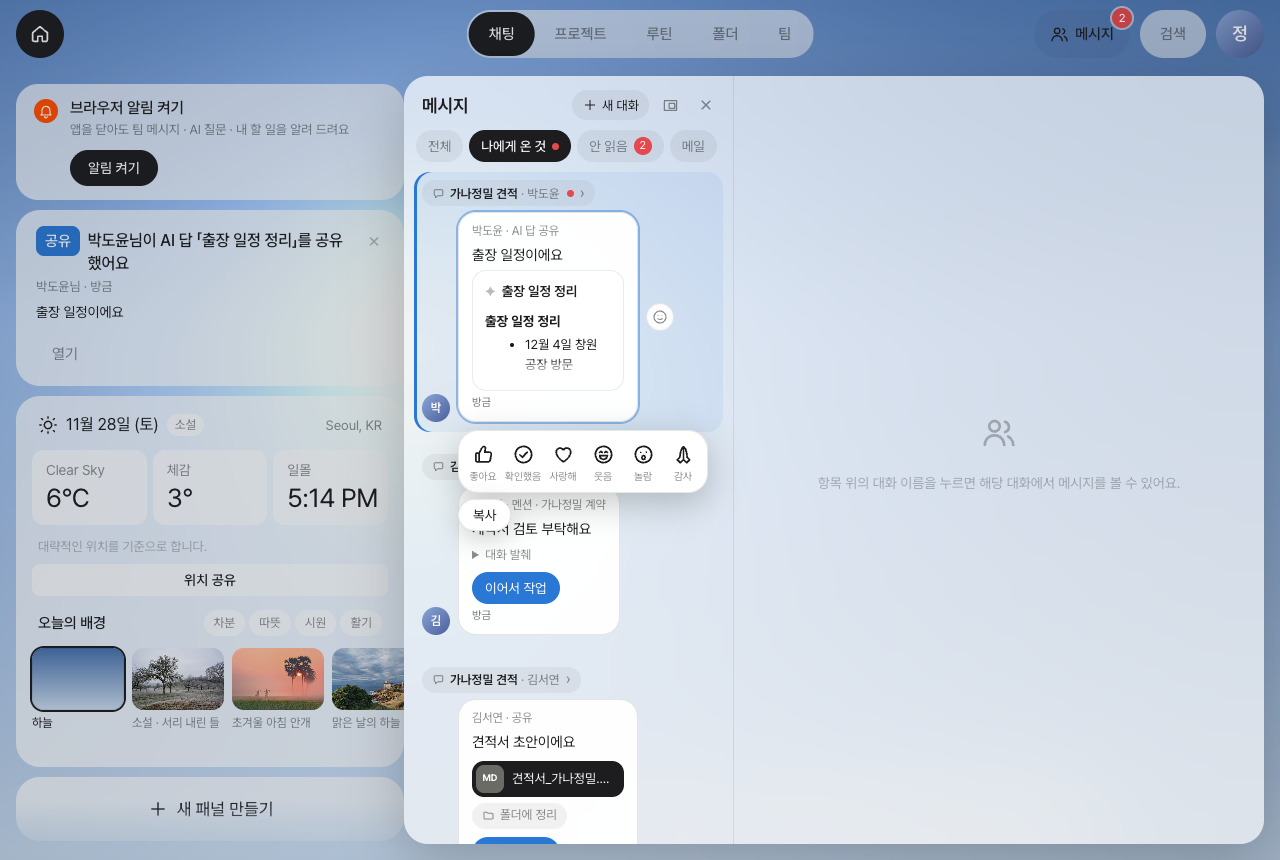 채팅
프로젝트
루틴
폴더
팀
메시지
2
검색
정
브라우저 알림 켜기
앱을 닫아도 팀 메시지 · AI 질문 · 내 할 일을 알려 드려요
알림 켜기
공유
박도윤님이 AI 답 「출장 일정 정리」를 공유
했어요
박도윤님 · 방금
출장 일정이에요
열기
11월 28일 (토)
소설
Seoul, KR
Clear Sky
6°C
체감
3°
일몰
5:14 PM
대략적인 위치를 기준으로 합니다.
위치 공유
오늘의 배경
차분
따뜻
시원
활기
하늘
소설 · 서리 내린 들
초겨울 아침 안개
맑은 날의 하늘
새 패널 만들기
메시지
새 대화
전체
나에게 온 것
안 읽음 2
메일
가나정밀 견적 · 박도윤
박도윤 · AI 답 공유
출장 일정이에요
출장 일정 정리
출장 일정 정리
• 12월 4일 창원
공장 방문
방금
박
좋아요
확인했음
사랑해
웃음
놀람
감사
복사
멘션 · 가나정밀 계약
검토 부탁해요
대화 발췌
이어서 작업
방금
김
가나정밀 견적 · 김서연
김서연 · 공유
견적서 초안이에요
MD
견적서_가나정밀....
폴더에 정리
항목 위의 대화 이름을 누르면 해당 대화에서 메시지를 볼 수 있어요.